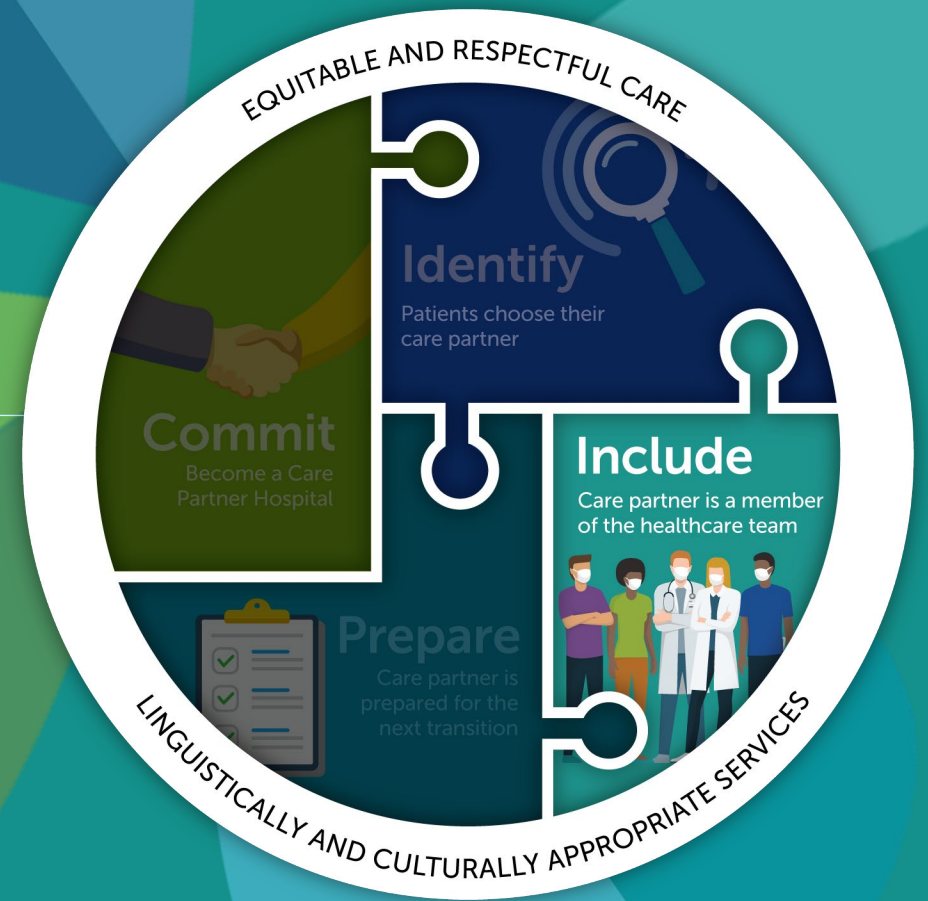 EQUITABLE AND RESPECTFUL CARE
Identify
Patients choose their
care partner
Commit
Become a Care
Partner Hospital
Include
Care partner is a member
of the healthcare team
Prepare
Care partner is
prepared for the
next transition
LINGUISTICALLY AND CULTURALLY APPROPRIATE SERVICES